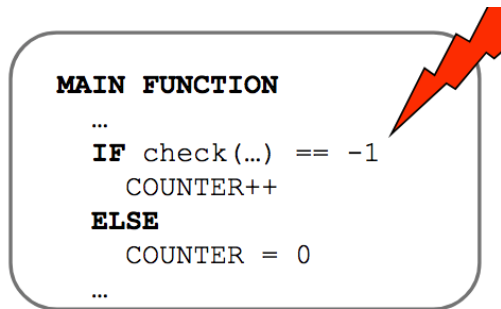 MAIN FUNCTION
…
IF check(…) == -1
COUNTER++
ELSE
COUNTER = 0
…